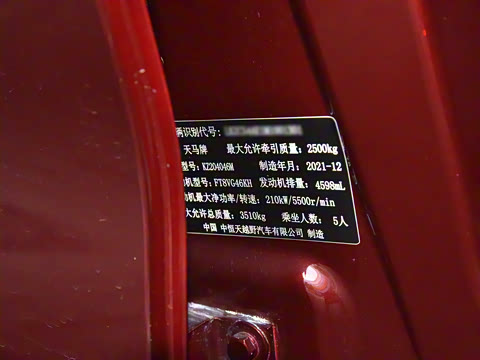 辆识别代号:
天马牌 最大允许牵引质量: 2500kg
型号: KZ204046M 制造年月: 2021-12
机型号: FT8VG46KH 发动机排量: 4598mL
动机最大净功率/转速: 210kW/5500r/min
大允许总质量: 3510kg 乘坐人数: 5人
中国 中恒天越野汽车有限公司 制造